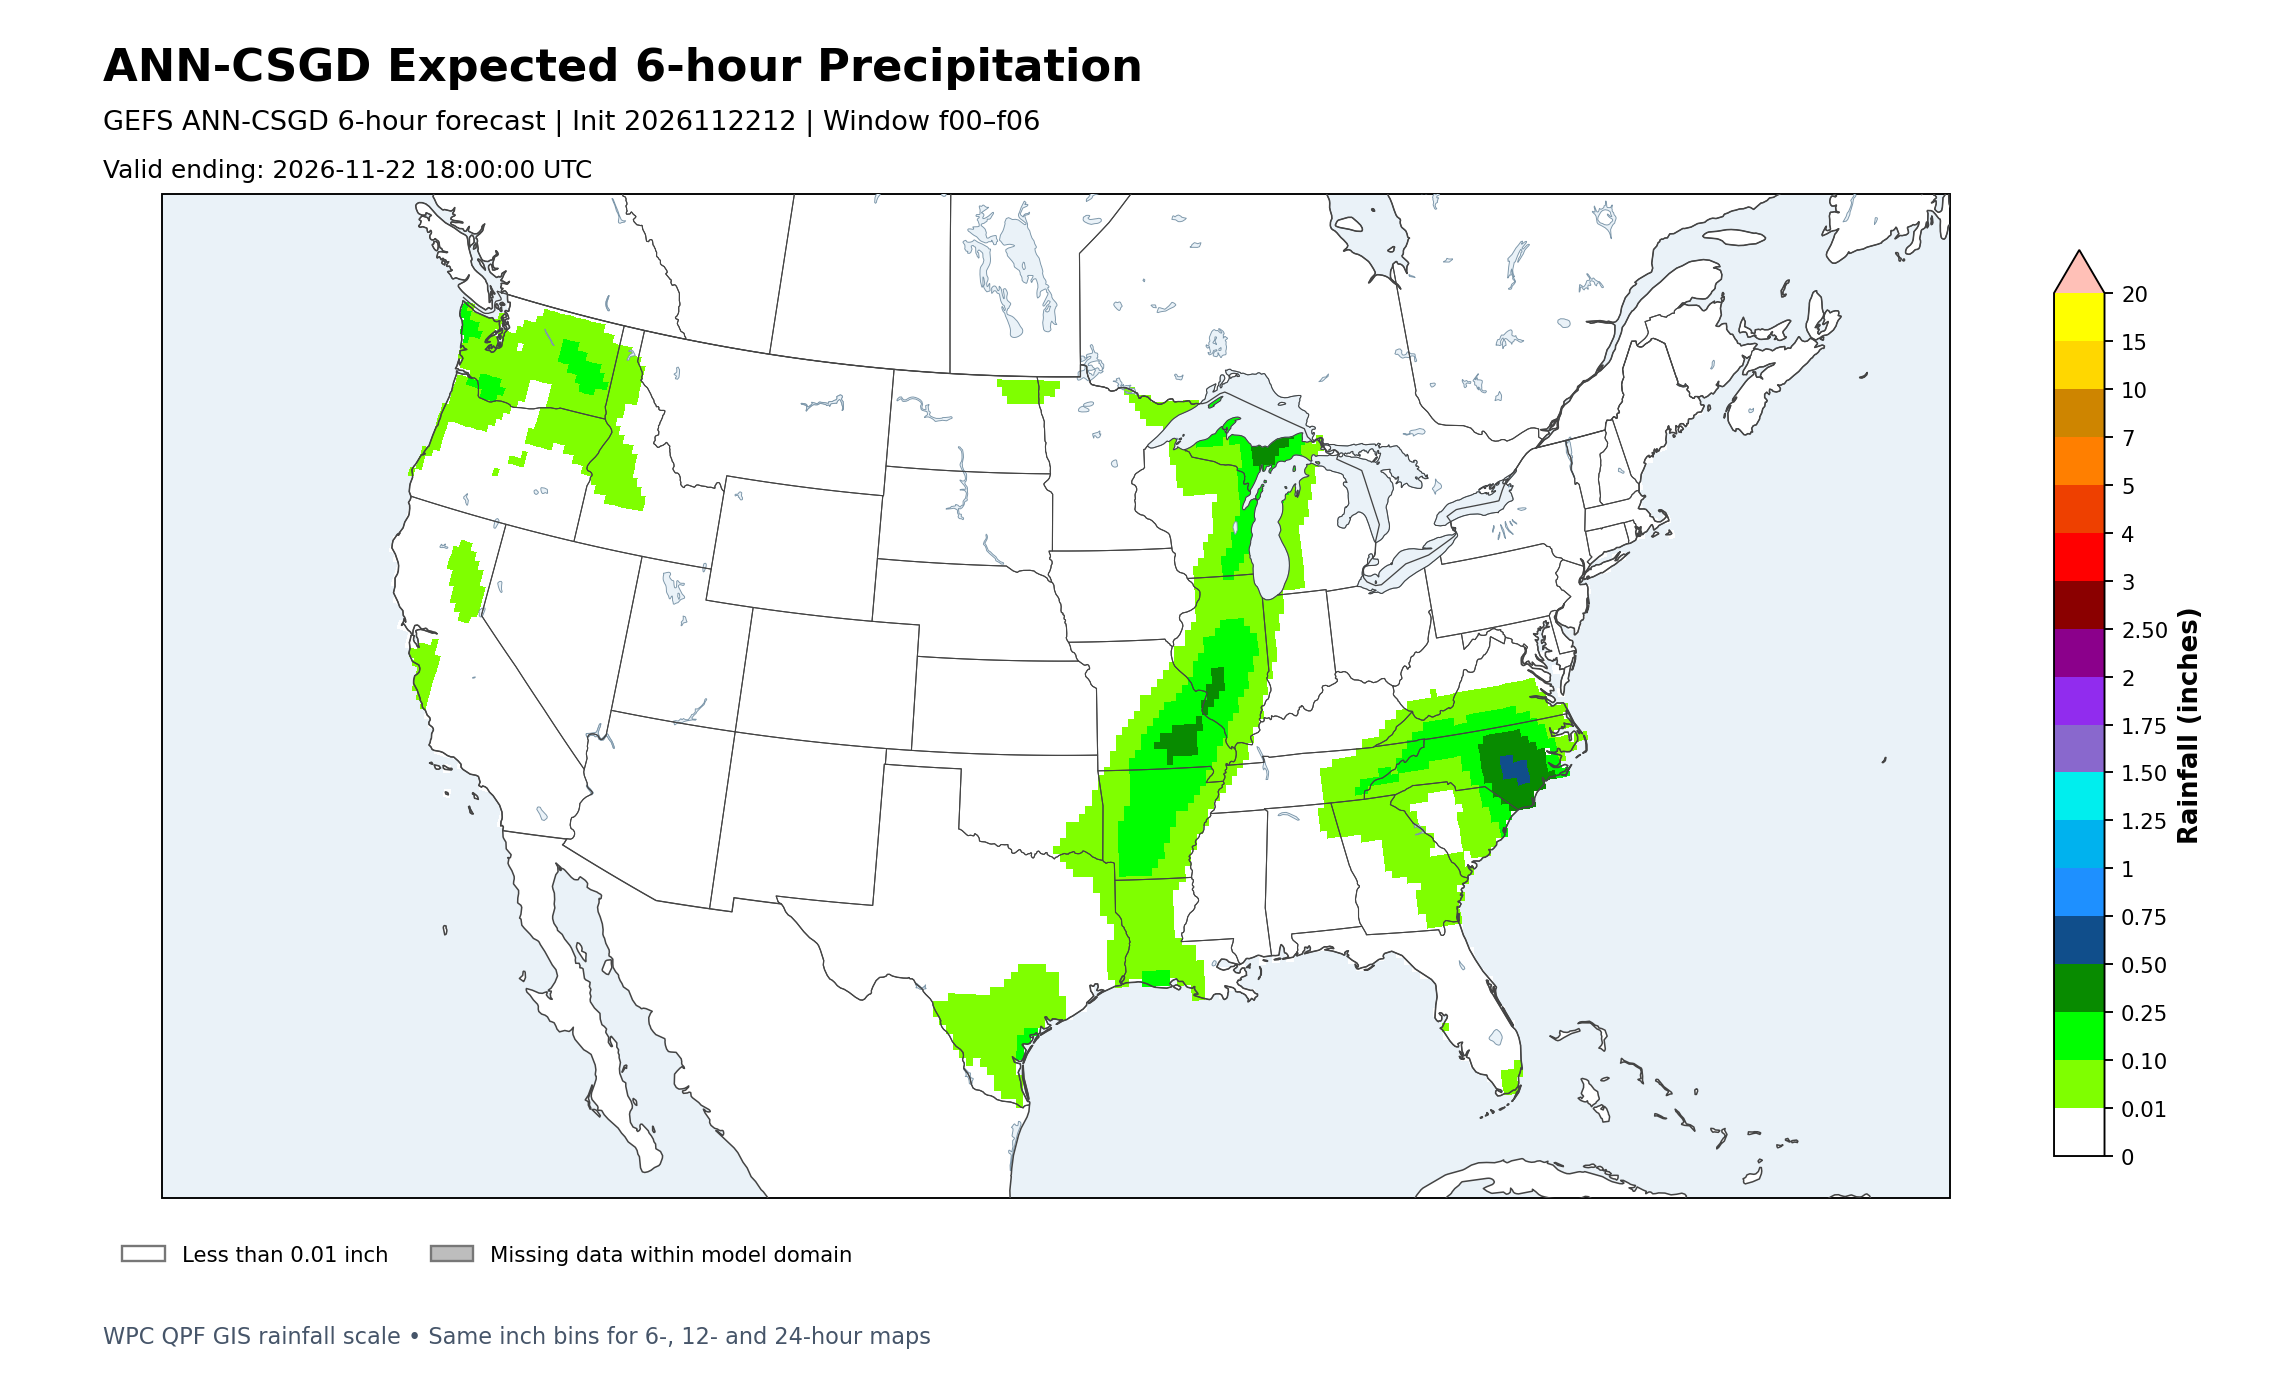 ANN-CSGD Expected 6-hour Precipitation
GEFS ANN-CSGD 6-hour forecast | Init 2026112212 | Window f00–f06
Valid ending: 2026-11-22 18:00:00 UTC
20
15
10
7
5
4
3
2.50
2
1.75
1.50
1.25
1
0.75
0.50
0.25
0.10
0.01
0
Rainfall (inches)
Less than 0.01 inch
Missing data within model domain
WPC QPF GIS rainfall scale • Same inch bins for 6-, 12- and 24-hour maps